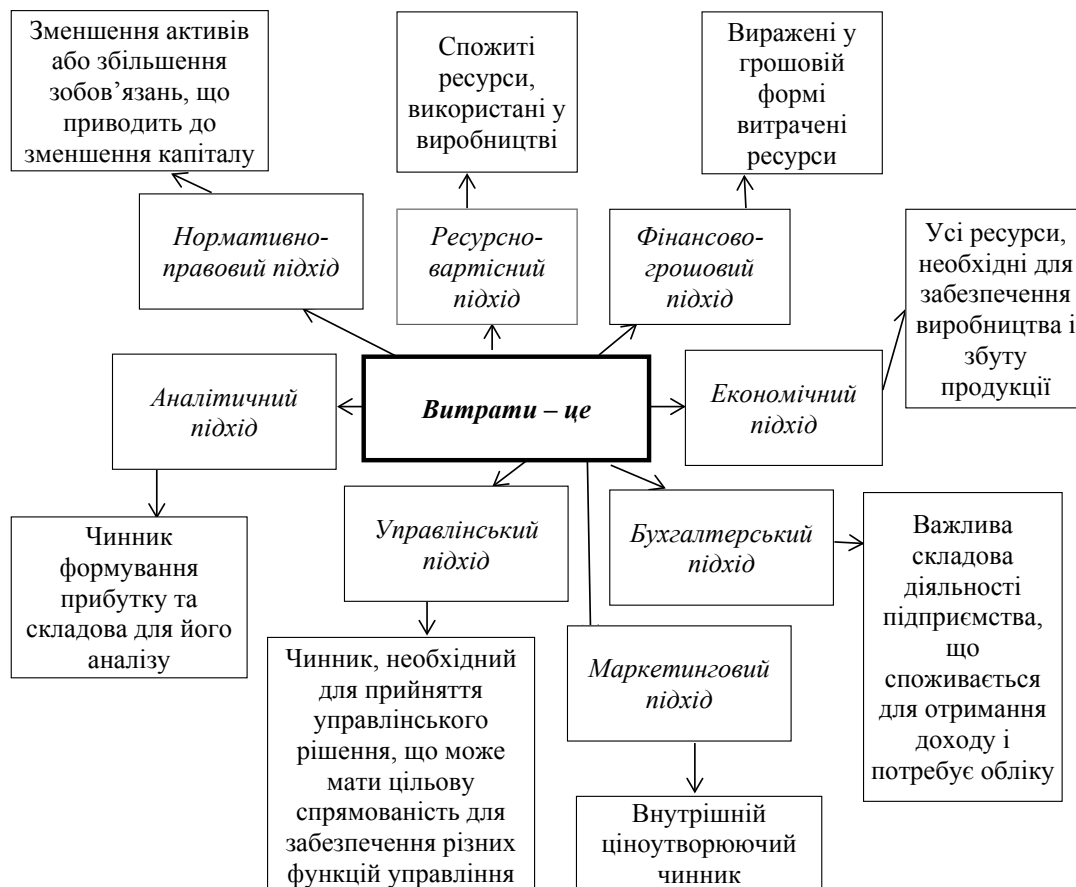 Зменшення активів
або збільшення
зобов’язань, що
приводить до
зменшення капіталу
Спожиті
ресурси,
використані у
виробництві
Виражені у
грошовій
формі
витрачені
ресурси
Нормативно-
правовий підхід
Ресурсно-
вартісний
підхід
Фінансово-
грошовий
підхід
Усі ресурси,
необхідні для
забезпечення
виробництва і
збуту
продукції
Аналітичний
підхід
Витрати – це
Економічний
підхід
Управлінський
підхід
Бухгалтерський
підхід
Чинник
формування
прибутку та
складова для його
аналізу
Важлива
складова
діяльності
підприємства,
що
споживається
для отримання
доходу і
потребує обліку
Чинник, необхідний
для прийняття
управлінського
рішення, що може
мати цільову
спрямованість для
забезпечення різних
функцій управління
Маркетинговий
підхід
Внутрішній
ціноутворюючий
чинник